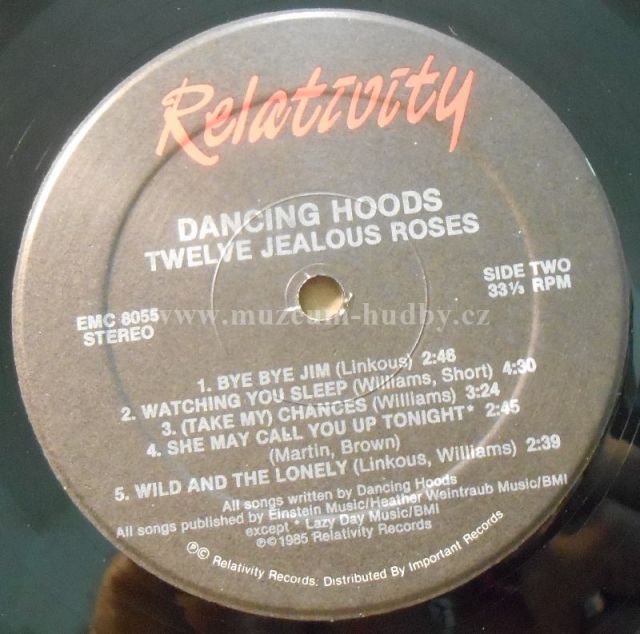 Relativity
DANCING HOODS
TWELVE JEALOUS ROSES
EMC 8055
STEREO
SIDE TWO
33⅓ RPM
www.muzeum-hudby.cz
1. BYE BYE JIM (Linkous) 2:46
2. WATCHING YOU SLEEP (Williams, Short) 4:30
3. (TAKE MY) CHANCES (Williams) 3:24
4. SHE MAY CALL YOU UP TONIGHT* 2:45
(Martin, Brown)
5. WILD AND THE LONELY (Linkous, Williams) 2:39
All songs written by Dancing Hoods
All songs published by Einstein Music/Heather Weintraub Music/BMI
except * Lazy Day Music/BMI
℗© 1985 Relativity Records
℗© Relativity Records. Distributed By Important Records